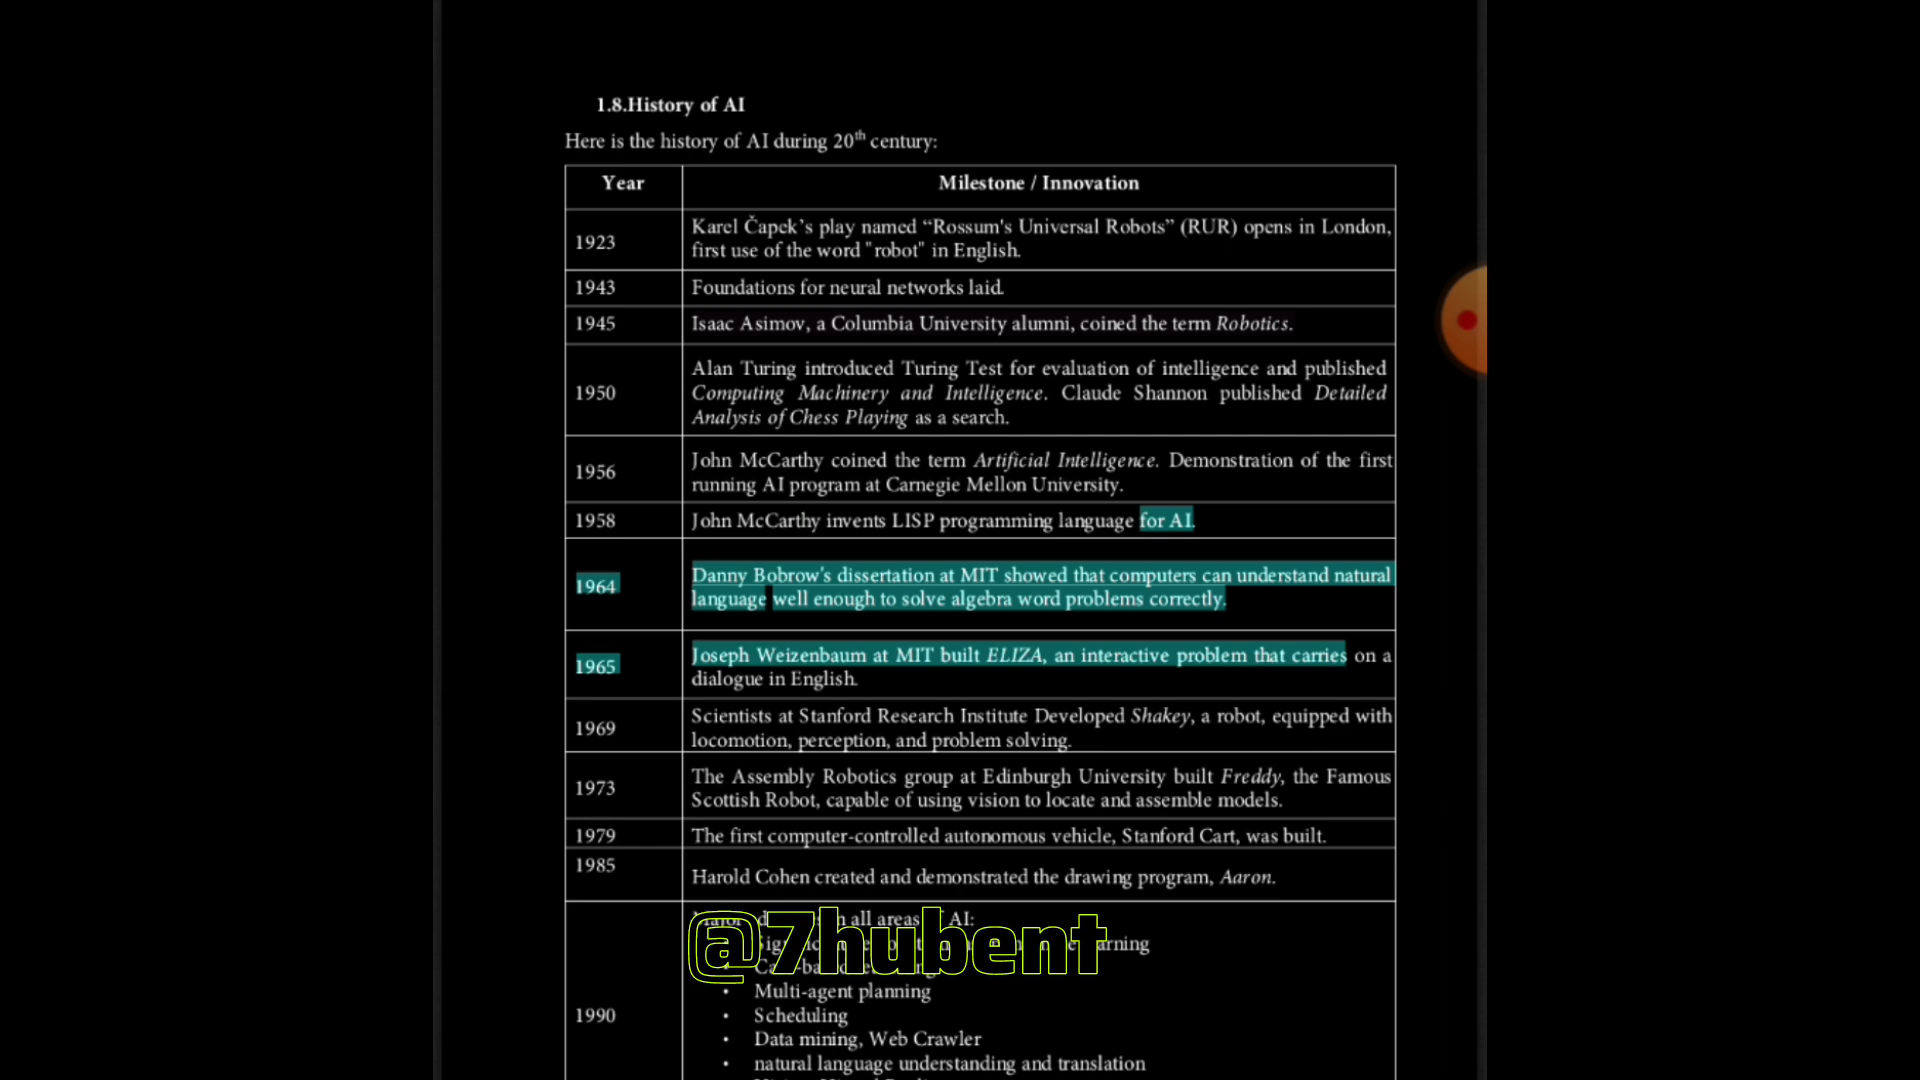 1.8.History of AI
Here is the history of AI during 20th century:
Year Milestone / Innovation
1923 Karel Čapek’s play named “Rossum's Universal Robots” (RUR) opens in London,
first use of the word "robot" in English.
1943 Foundations for neural networks laid.
1945 Isaac Asimov, a Columbia University alumni, coined the term Robotics.
1950 Alan Turing introduced Turing Test for evaluation of intelligence and published
Computing Machinery and Intelligence. Claude Shannon published Detailed
Analysis of Chess Playing as a search.
1956 John McCarthy coined the term Artificial Intelligence. Demonstration of the first
running AI program at Carnegie Mellon University.
1958 John McCarthy invents LISP programming language for AI.
1964 Danny Bobrow's dissertation at MIT showed that computers can understand natural
language well enough to solve algebra word problems correctly.
1965 Joseph Weizenbaum at MIT built ELIZA, an interactive problem that carries on a
dialogue in English.
1969 Scientists at Stanford Research Institute Developed Shakey, a robot, equipped with
locomotion, perception, and problem solving.
1973 The Assembly Robotics group at Edinburgh University built Freddy, the Famous
Scottish Robot, capable of using vision to locate and assemble models.
1979 The first computer-controlled autonomous vehicle, Stanford Cart, was built.
1985 Harold Cohen created and demonstrated the drawing program, Aaron.
1990
all areas AI:
@7hubent
• Multi-agent planning
• Scheduling
• Data mining, Web Crawler
• natural language understanding and translation